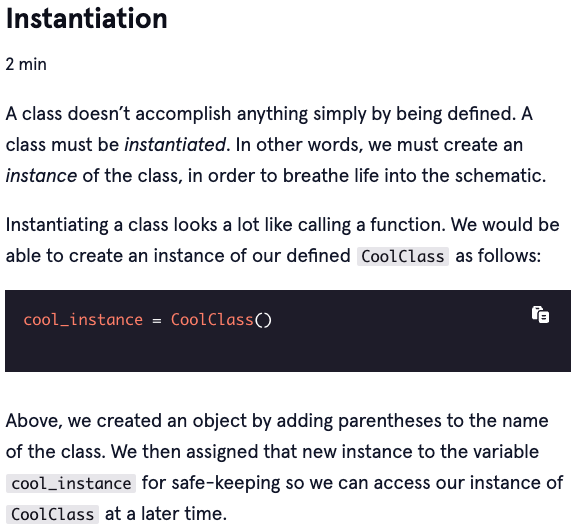 Instantiation
2 min
A class doesn’t accomplish anything simply by being defined. A
class must be instantiated. In other words, we must create an
instance of the class, in order to breathe life into the schematic.
Instantiating a class looks a lot like calling a function. We would be
able to create an instance of our defined CoolClass as follows:
cool_instance = CoolClass()
Above, we created an object by adding parentheses to the name
of the class. We then assigned that new instance to the variable
cool_instance for safe-keeping so we can access our instance of
CoolClass at a later time.